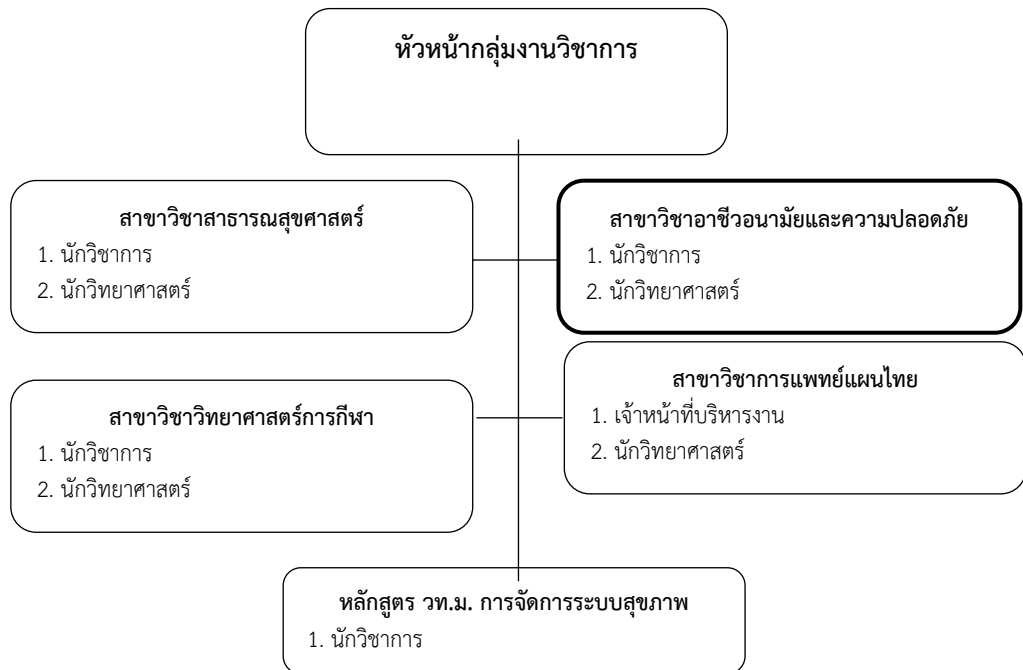 หัวหน้ากลุ่มงานวิชาการ
สาขาวิชาสาธารณสุขศาสตร์
1. นักวิชาการ
2. นักวิทยาศาสตร์
สาขาวิชาอาชีวอนามัยและความปลอดภัย
1. นักวิชาการ
2. นักวิทยาศาสตร์
สาขาวิชาวิทยาศาสตร์การกีฬา
1. นักวิชาการ
2. นักวิทยาศาสตร์
สาขาวิชาการแพทย์แผนไทย
1. เจ้าหน้าที่บริหารงาน
2. นักวิทยาศาสตร์
หลักสูตร วท.ม. การจัดการระบบสุขภาพ
1. นักวิชาการ